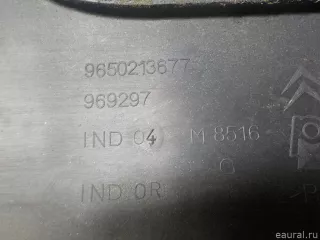 9650213677
969297
IND 04 M 8516
O
IND OR
eaural.ru